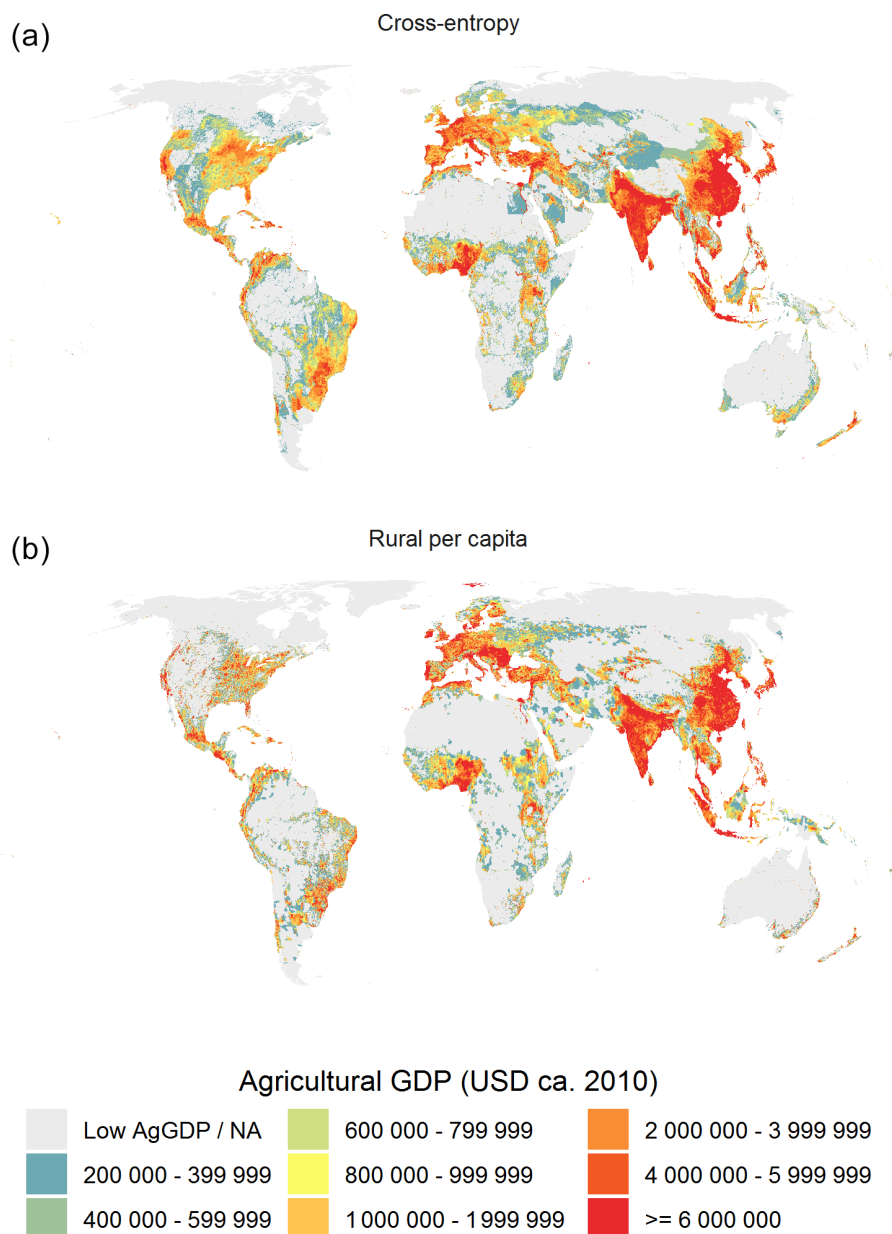 (a)
Cross-entropy
(b)
Rural per capita
Agricultural GDP (USD ca. 2010)
Low AgGDP / NA
600 000 - 799 999
2 000 000 - 3 999 999
200 000 - 399 999
800 000 - 999 999
4 000 000 - 5 999 999
400 000 - 599 999
1 000 000 - 1 999 999
>= 6 000 000